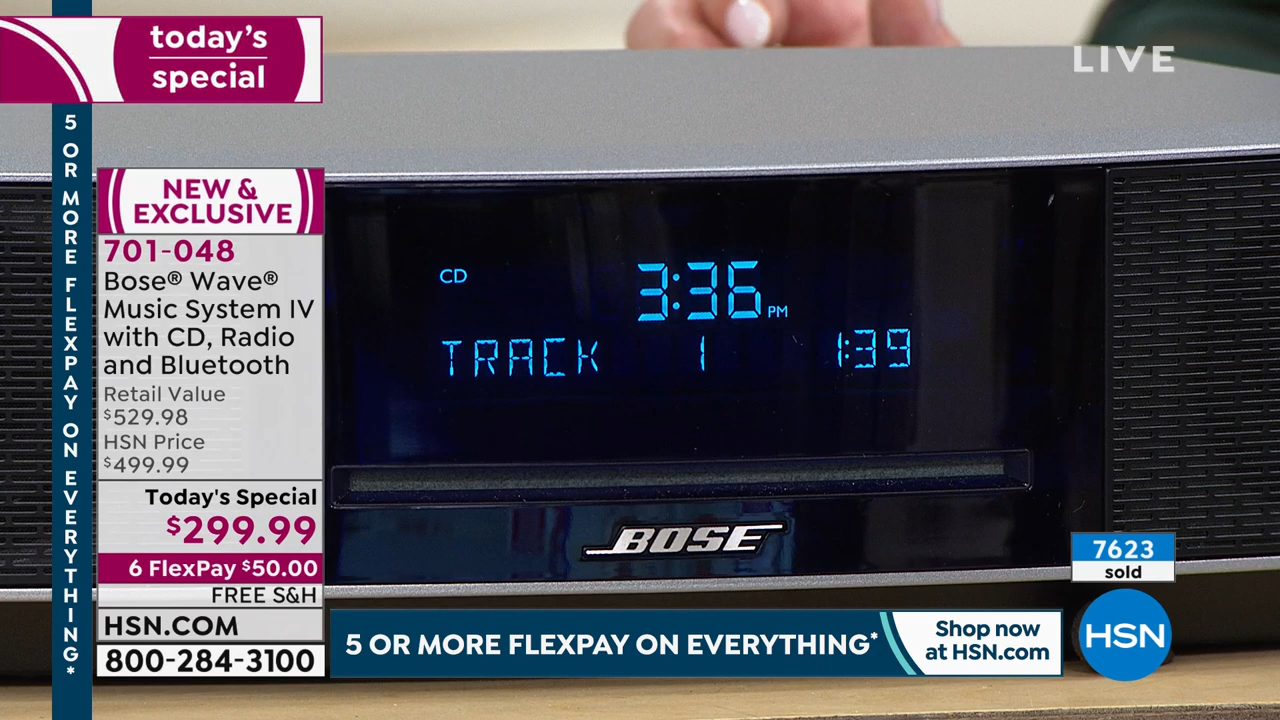 today's
special
LIVE
5 OR MORE FLEXPAY ON EVERYTHING*
NEW &
EXCLUSIVE
701-048
Bose® Wave®
Music System IV
with CD, Radio
and Bluetooth
Retail Value
$529.98
HSN Price
$499.99
Today's Special
$299.99
6 FlexPay $50.00
FREE S&H
HSN.COM
800-284-3100
CD
3:36 PM
TRACK 1 1:39
BOSE
7623
sold
5 OR MORE FLEXPAY ON EVERYTHING*
Shop now
at HSN.com
HSN